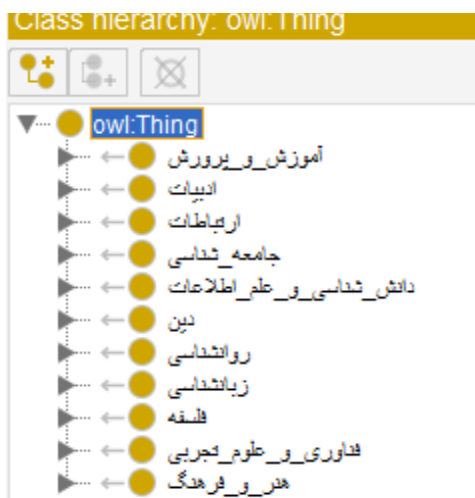 Class hierarchy: owl:Thing
owl:Thing
آموزش_و_پرورش
ادبیات
ارتباطات
جامعه_شناسی
دانش_شناسی_و_علم_اطلاعات
دین
روانشناسی
زبانشناسی
فلسفه
فناوری_و_علوم_تجربی
هنر_و_فرهنگ